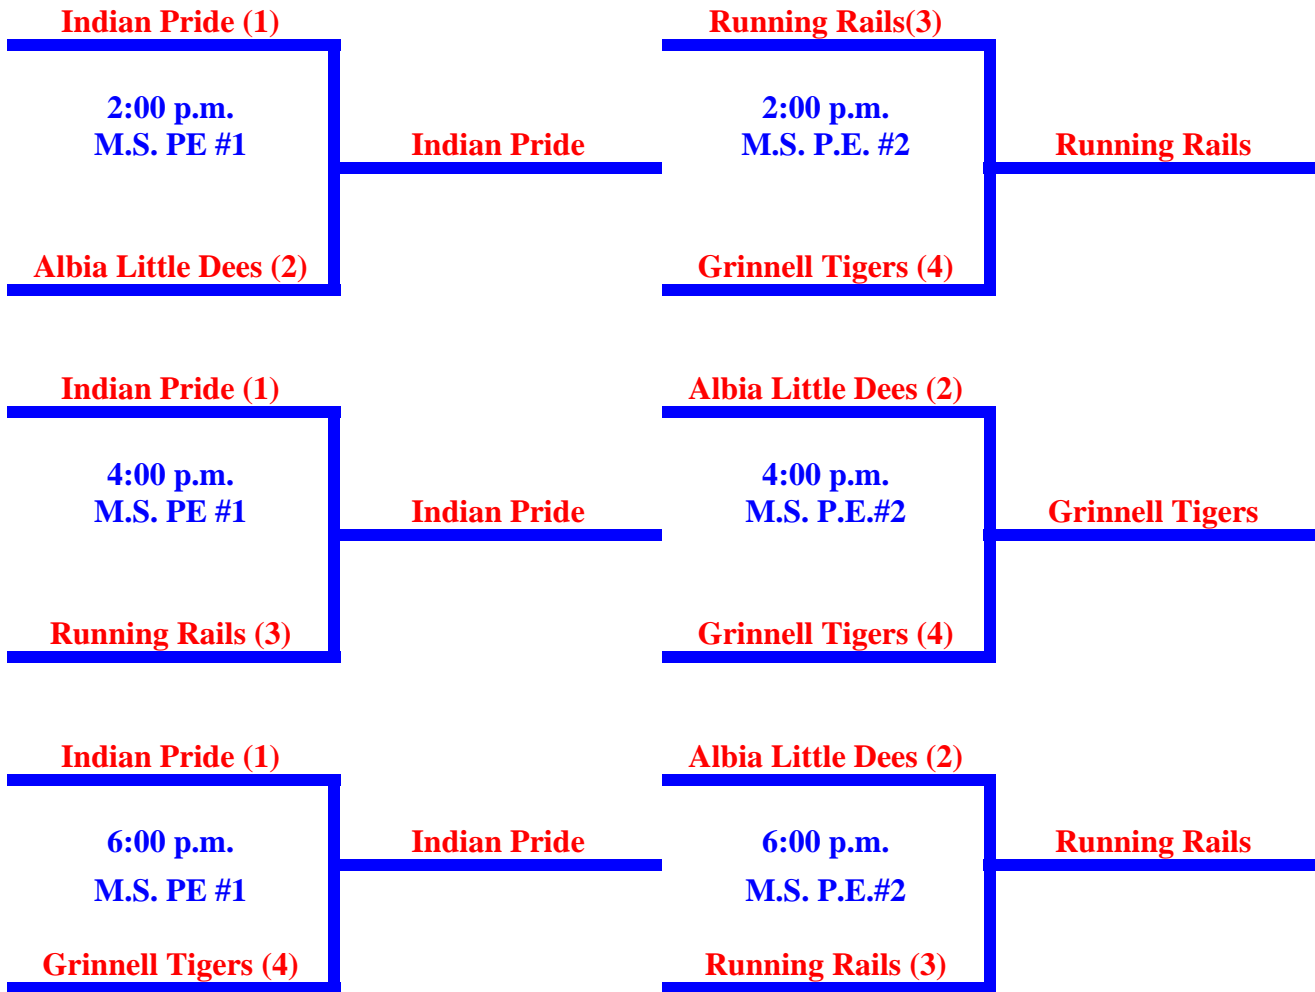 Indian Pride (1)
2:00 p.m.
M.S. PE #1
Indian Pride
Albia Little Dees (2)
Running Rails(3)
2:00 p.m.
M.S. P.E. #2
Running Rails
Grinnell Tigers (4)
Indian Pride (1)
4:00 p.m.
M.S. PE #1
Indian Pride
Running Rails (3)
Albia Little Dees (2)
4:00 p.m.
M.S. P.E.#2
Grinnell Tigers
Grinnell Tigers (4)
Indian Pride (1)
6:00 p.m.
Indian Pride
M.S. PE #1
Grinnell Tigers (4)
Albia Little Dees (2)
6:00 p.m.
Running Rails
M.S. P.E.#2
Running Rails (3)